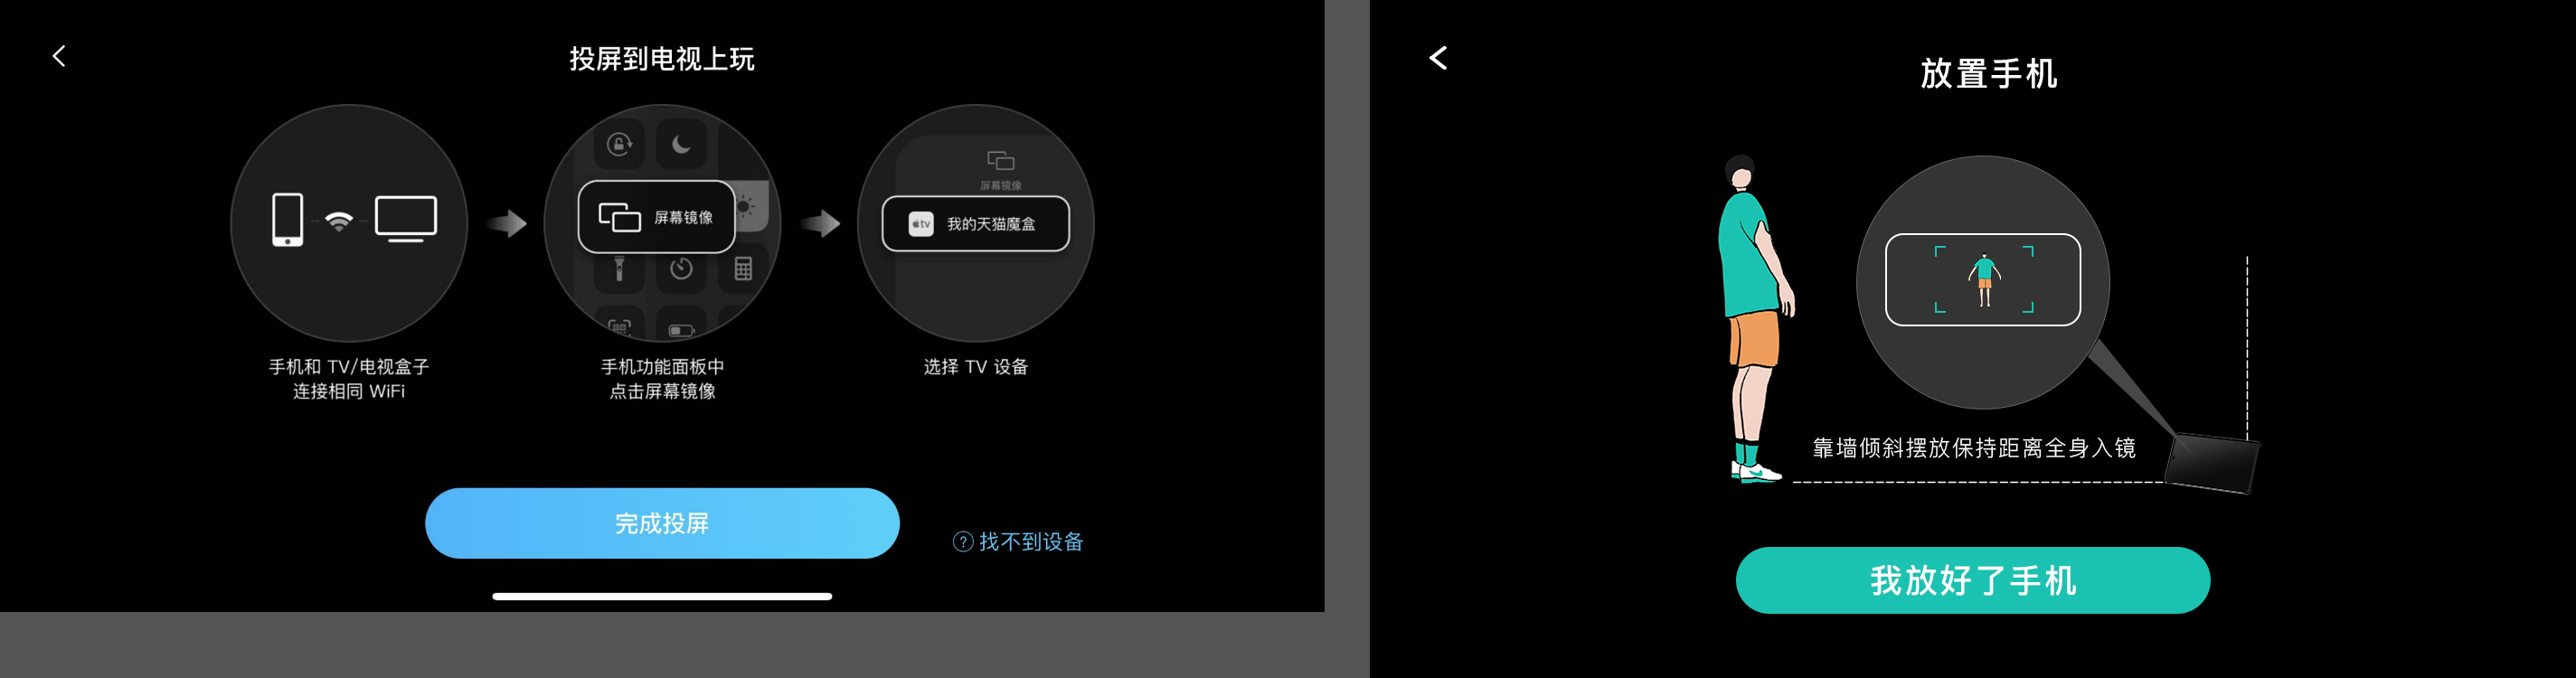 投屏到电视上玩
屏幕镜像
屏幕镜像
tv 我的天猫魔盒
手机和 TV/电视盒子
连接相同 WiFi
手机功能面板中
点击屏幕镜像
选择 TV 设备
完成投屏
? 找不到设备
放置手机
靠墙倾斜摆放保持距离全身入镜
我放好了手机